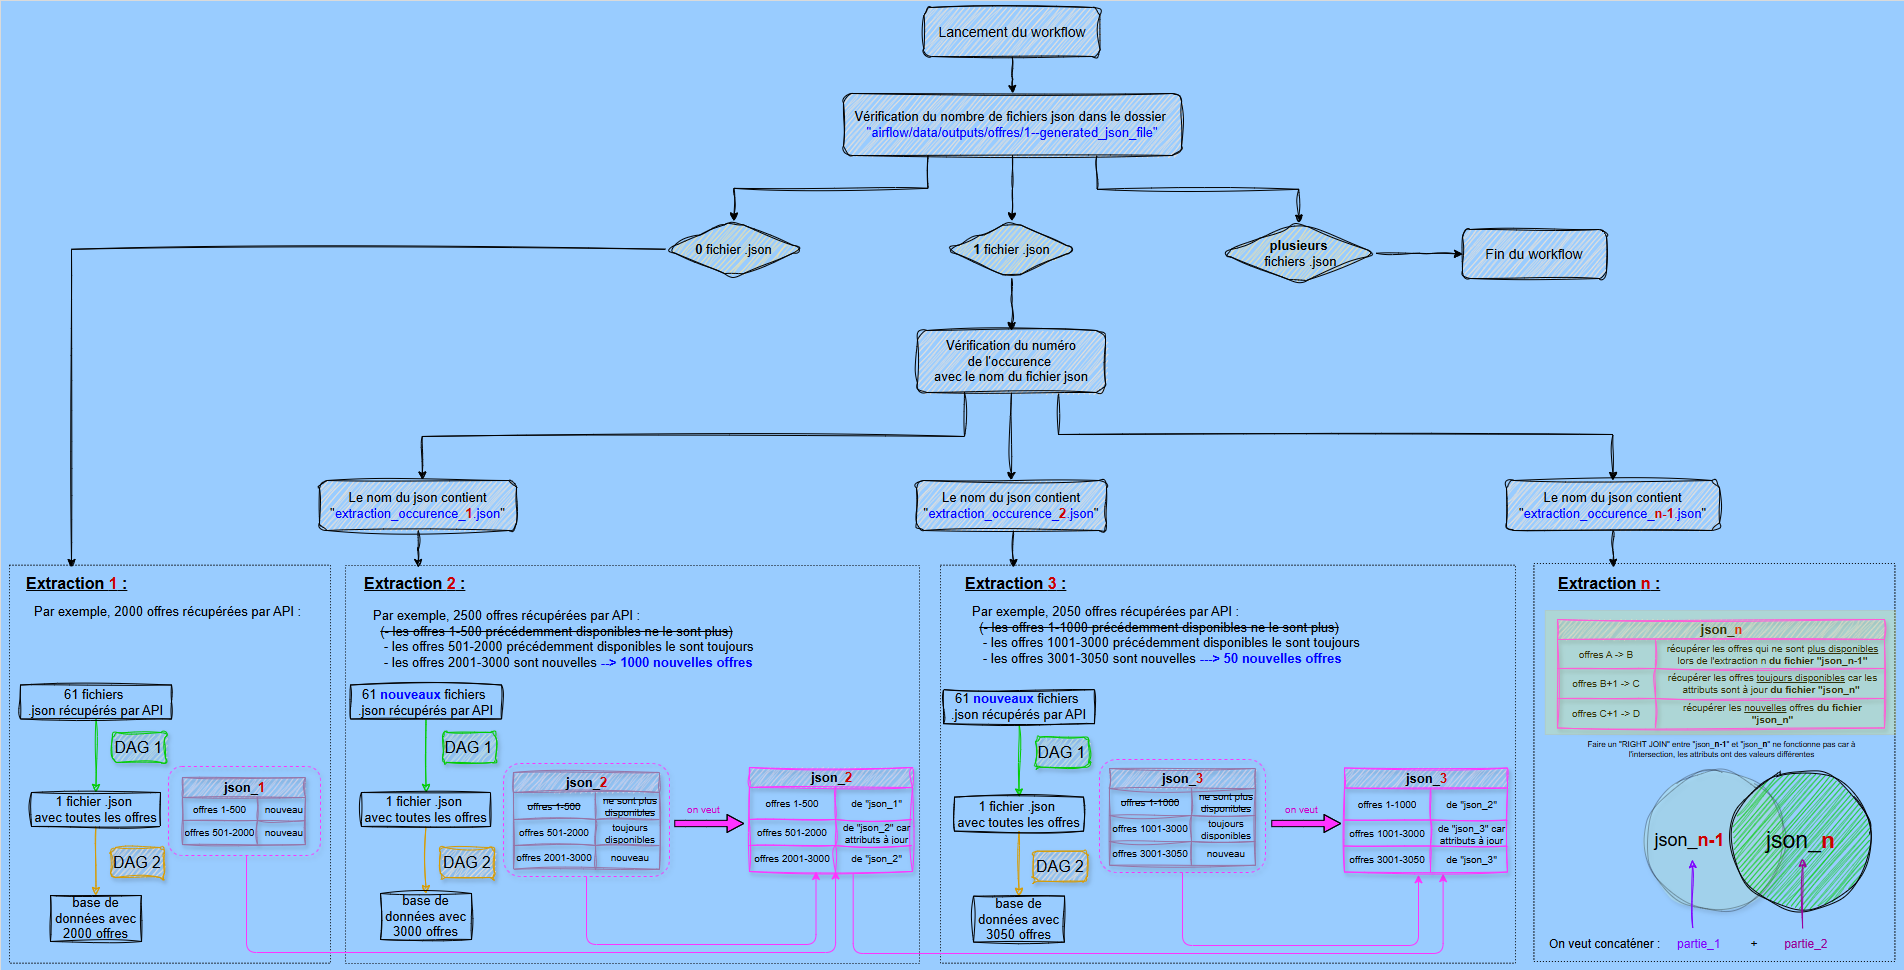 Lancement du workflow
Vérification du nombre de fichiers json dans le dossier
"airflow/data/outputs/offres/1--generated_json_file"
0 fichier .json
1 fichier .json
plusieurs
fichiers .json
Fin du workflow
Vérification du numéro
de l'occurence
avec le nom du fichier json
Le nom du json contient
"extraction_occurence_1.json"
Le nom du json contient
"extraction_occurence_2.json"
Le nom du json contient
"extraction_occurence_n-1.json"
Extraction 1 :
Par exemple, 2000 offres récupérées par API :
61 fichiers
.json récupérés par API
DAG 1
1 fichier .json
avec toutes les offres
DAG 2
base de
données avec
2000 offres
json_1
offres 1-500 nouveau
offres 501-2000 nouveau
Extraction 2 :
Par exemple, 2500 offres récupérées par API :
(- les offres 1-500 précédemment disponibles ne le sont plus)
- les offres 501-2000 précédemment disponibles le sont toujours
- les offres 2001-3000 sont nouvelles --> 1000 nouvelles offres
61 nouveaux fichiers
.json récupérés par API
DAG 1
1 fichier .json
avec toutes les offres
DAG 2
base de
données avec
3000 offres
json_2
offres 1-500 ne sont plus
disponibles
offres 501-2000 toujours
disponibles
offres 2001-3000 nouveau
on veut
json_2
offres 1-500 de "json_1"
offres 501-2000 de "json_2" car
attributs à jour
offres 2001-3000 de "json_2"
Extraction 3 :
Par exemple, 2050 offres récupérées par API :
(- les offres 1-1000 précédemment disponibles ne le sont plus)
- les offres 1001-3000 précédemment disponibles le sont toujours
- les offres 3001-3050 sont nouvelles ---> 50 nouvelles offres
61 nouveaux fichiers
.json récupérés par API
DAG 1
1 fichier .json
avec toutes les offres
DAG 2
base de
données avec
3050 offres
json_3
offres 1-1000 ne sont plus
disponibles
offres 1001-3000 toujours
disponibles
offres 3001-3050 nouveau
on veut
json_3
offres 1-1000 de "json_2"
offres 1001-3000 de "json_3" car
attributs à jour
offres 3001-3050 de "json_3"
Extraction n :
json_n
offres A -> B récupérer les offres qui ne sont plus disponibles
lors de l'extraction n du fichier "json_n-1"
offres B+1 -> C récupérer les offres toujours disponibles car les
attributs sont à jour du fichier "json_n"
offres C+1 -> D récupérer les nouvelles offres du fichier
"json_n"
Faire un "RIGHT JOIN" entre "json_n-1" et "json_n" ne fonctionne pas car à
l'intersection, les attributs ont des valeurs différentes
json_n-1
json_n
On veut concaténer : partie_1 + partie_2